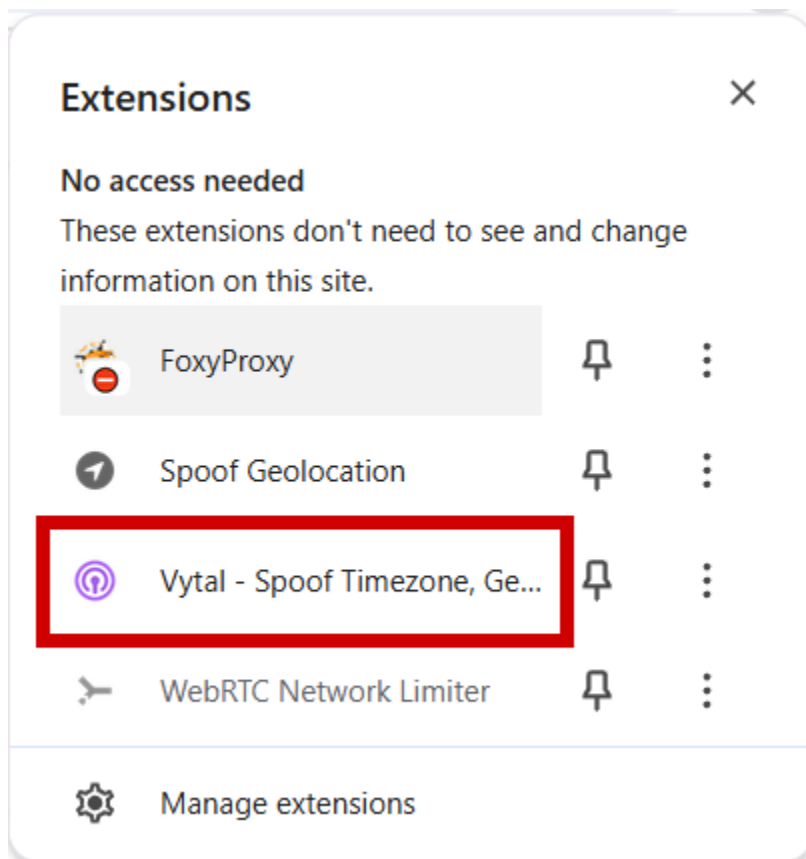 Extensions
No access needed
These extensions don't need to see and change
information on this site.
FoxyProxy
Spoof Geolocation
Vytal - Spoof Timezone, Ge...
WebRTC Network Limiter
Manage extensions